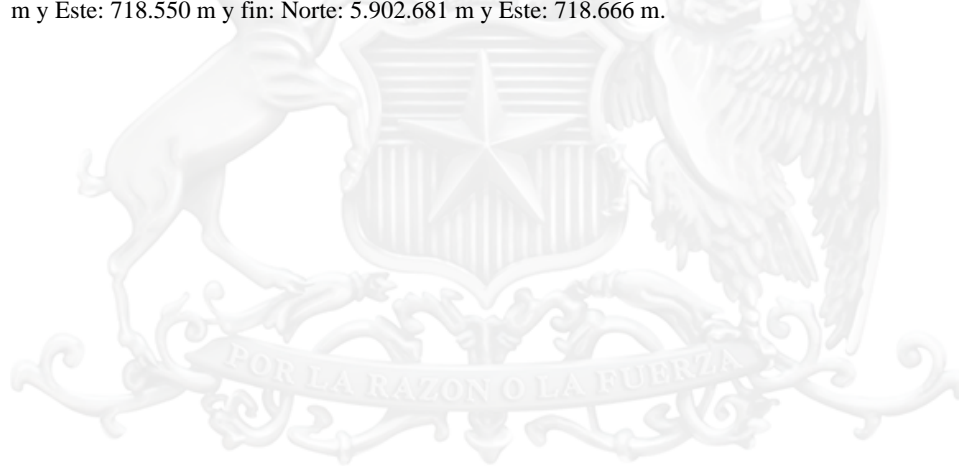 m y Este: 718.550 m y fin: Norte: 5.902.681 m y Este: 718.666 m.
POR LA RAZON O LA FUERZA